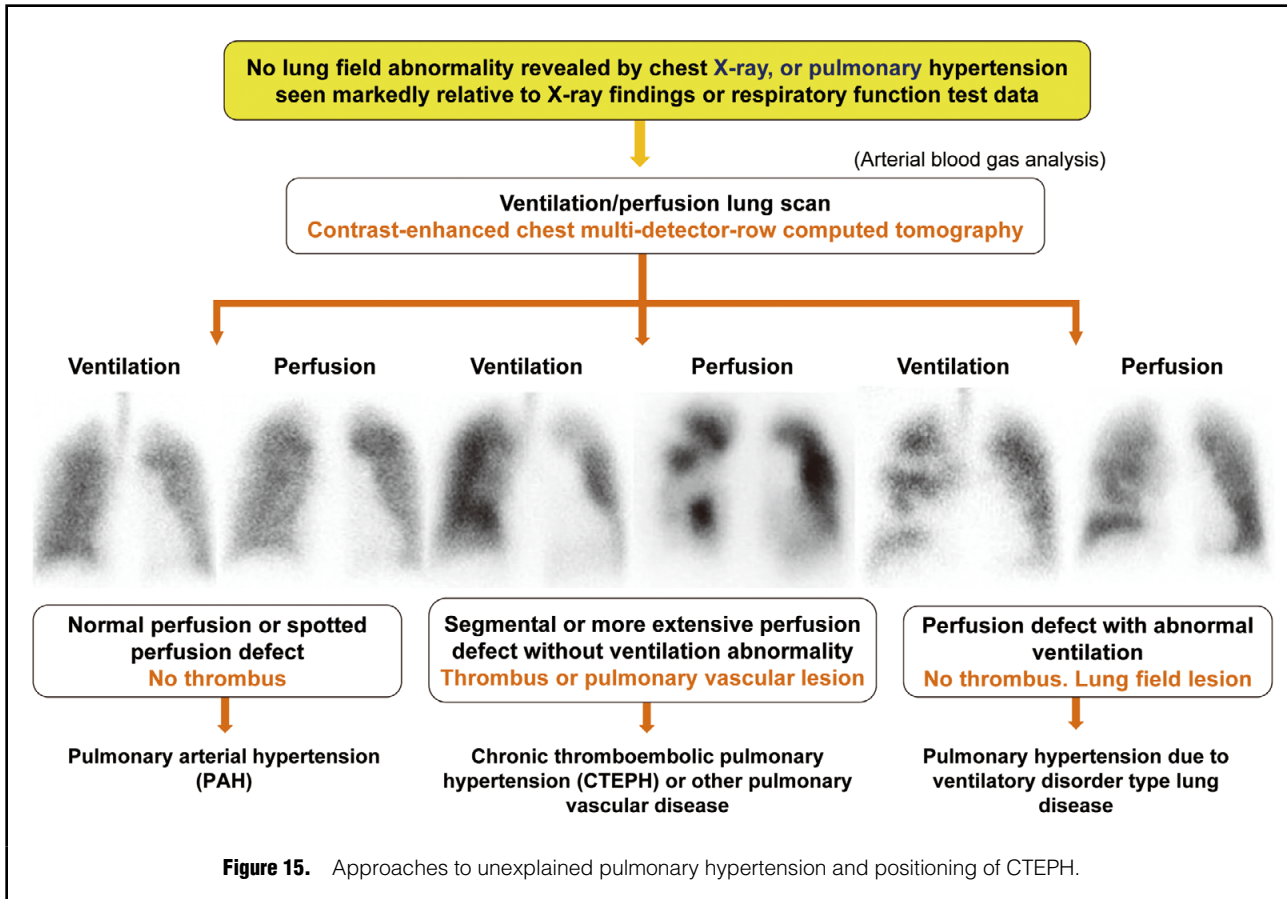 No lung field abnormality revealed by chest X-ray, or pulmonary hypertension
seen markedly relative to X-ray findings or respiratory function test data
(Arterial blood gas analysis)
Ventilation/perfusion lung scan
Contrast-enhanced chest multi-detector-row computed tomography
Ventilation Perfusion Ventilation Perfusion Ventilation Perfusion
Normal perfusion or spotted
perfusion defect
No thrombus
Segmental or more extensive perfusion
defect without ventilation abnormality
Thrombus or pulmonary vascular lesion
Perfusion defect with abnormal
ventilation
No thrombus. Lung field lesion
Pulmonary arterial hypertension
(PAH)
Chronic thromboembolic pulmonary
hypertension (CTEPH) or other pulmonary
vascular disease
Pulmonary hypertension due to
ventilatory disorder type lung
disease
Figure 15. Approaches to unexplained pulmonary hypertension and positioning of CTEPH.